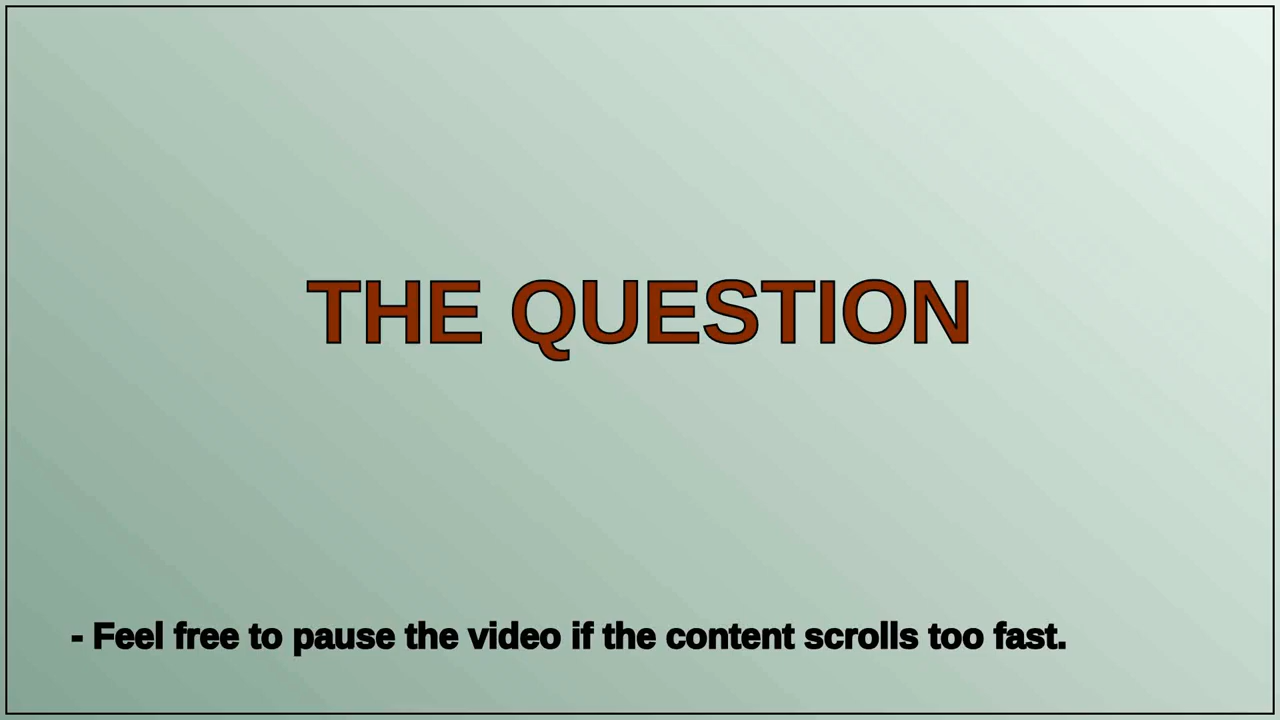 THE QUESTION
- Feel free to pause the video if the content scrolls too fast.